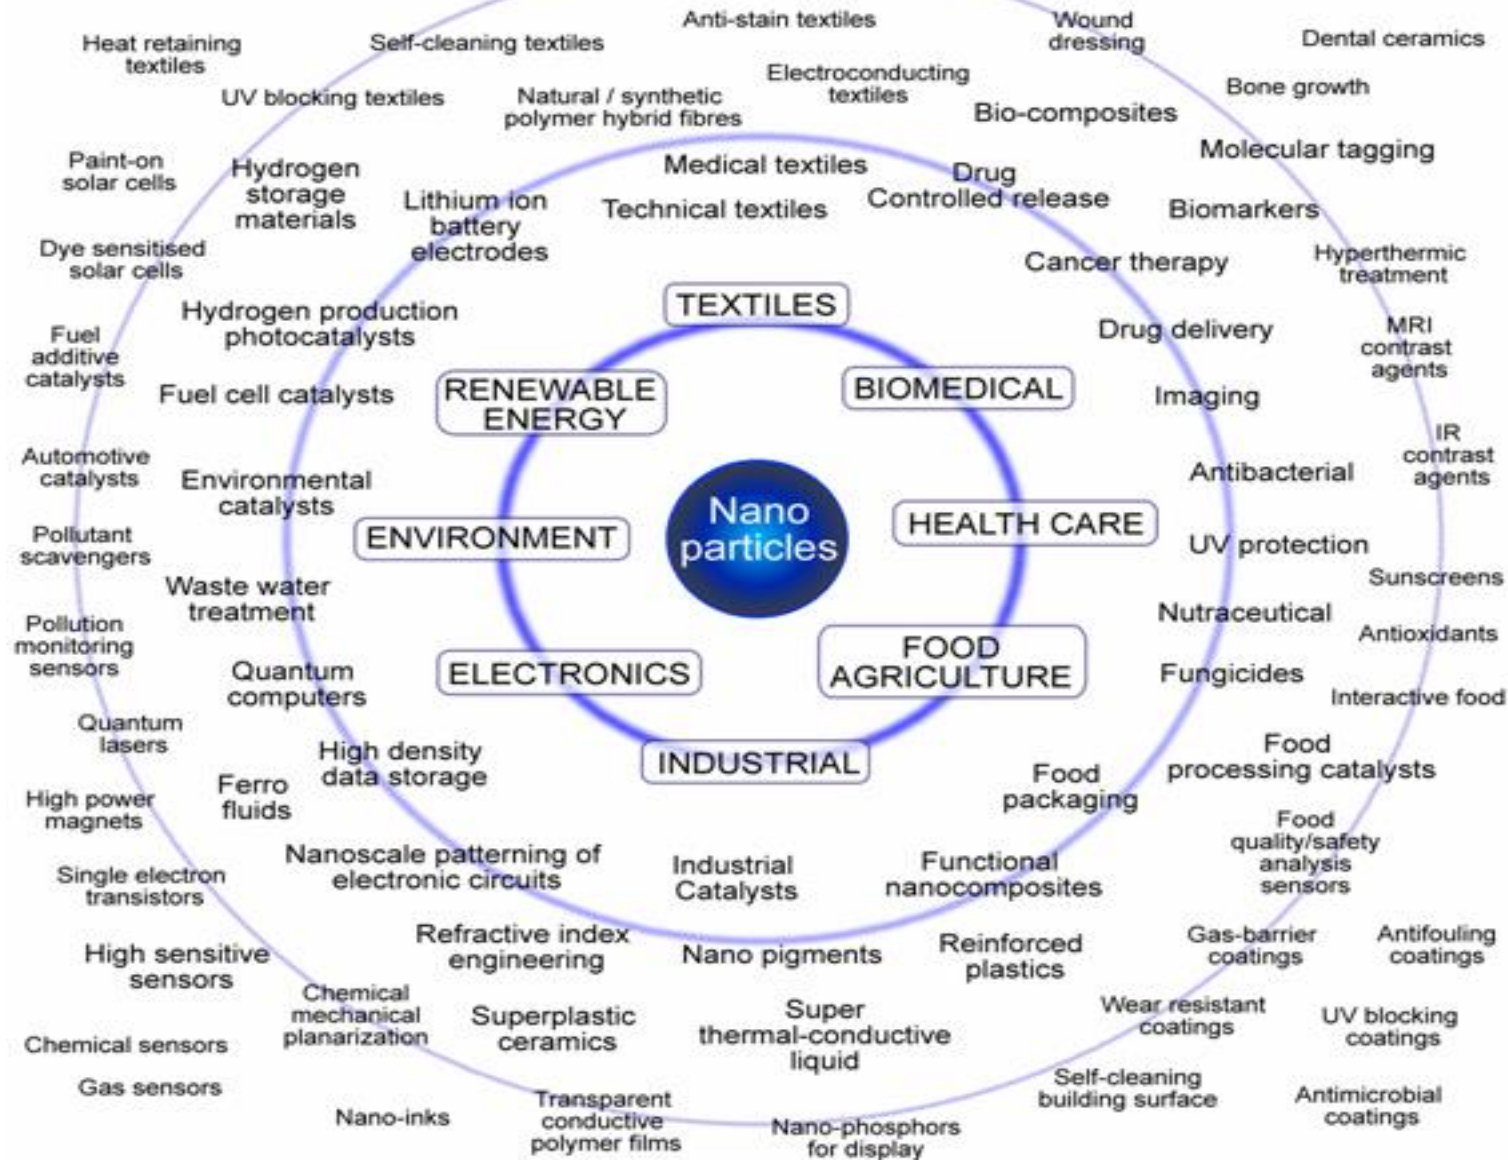 Anti-stain textiles
Wound
dressing
Dental ceramics
Heat retaining
textiles
Self-cleaning textiles
Electroconducting
textiles
Bone growth
UV blocking textiles
Natural / synthetic
polymer hybrid fibres
Bio-composites
Molecular tagging
Paint-on
solar cells
Hydrogen
storage
materials
Medical textiles
Drug
Controlled release
Lithium ion
battery
electrodes
Technical textiles
Biomarkers
Dye sensitised
solar cells
Cancer therapy
Hyperthermic
treatment
TEXTILES
Hydrogen production
photocatalysts
Drug delivery
MRI
contrast
agents
Fuel
additive
catalysts
Fuel cell catalysts
RENEWABLE
ENERGY
BIOMEDICAL
Imaging
IR
contrast
agents
Automotive
catalysts
Environmental
catalysts
Antibacterial
Nano
particles
ENVIRONMENT
HEALTH CARE
Pollutant
scavengers
UV protection
Sunscreens
Waste water
treatment
Nutraceutical
Antioxidants
Pollution
monitoring
sensors
Quantum
computers
ELECTRONICS
FOOD
AGRICULTURE
Fungicides
Interactive food
Quantum
lasers
High density
data storage
INDUSTRIAL
Food
processing catalysts
Ferro
fluids
Food
packaging
High power
magnets
Food
quality/safety
analysis
sensors
Nanoscale patterning of
electronic circuits
Industrial
Catalysts
Functional
nanocomposites
Single electron
transistors
Refractive index
engineering
Nano pigments
Reinforced
plastics
Gas-barrier
coatings
Antifouling
coatings
High sensitive
sensors
Chemical
mechanical
planarization
Superplastic
ceramics
Super
thermal-conductive
liquid
Wear resistant
coatings
UV blocking
coatings
Chemical sensors
Gas sensors
Self-cleaning
building surface
Antimicrobial
coatings
Nano-inks
Transparent
conductive
polymer films
Nano-phosphors
for display